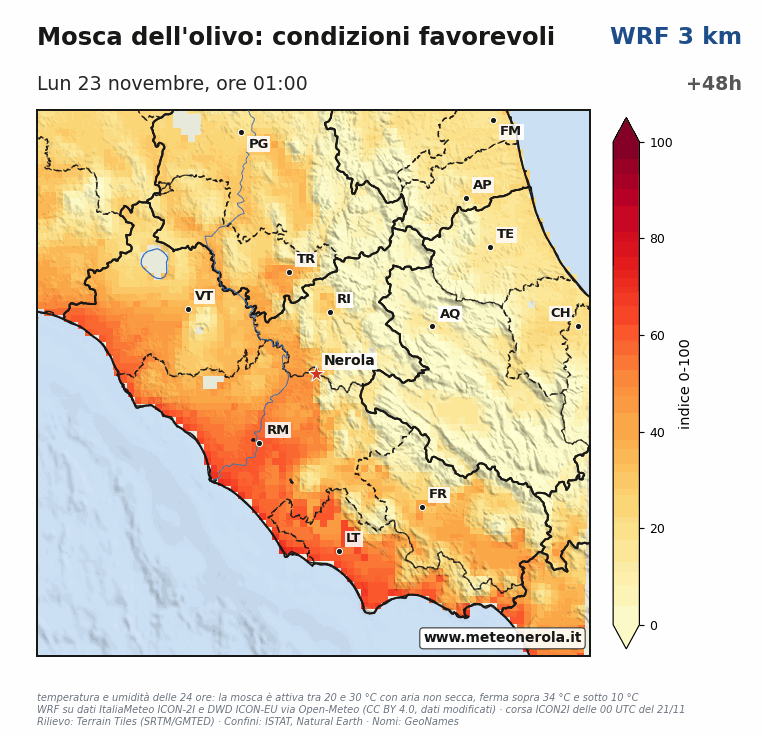 Mosca dell'olivo: condizioni favorevoli
WRF 3 km
Lun 23 novembre, ore 01:00
+48h
FM
PG
AP
TE
TR
VT
RI
AQ
CH
Nerola
RM
FR
LT
www.meteonerola.it
100
80
60
40
20
0
indice 0-100
temperatura e umidità delle 24 ore: la mosca è attiva tra 20 e 30 °C con aria non secca, ferma sopra 34 °C e sotto 10 °C
WRF su dati ItaliaMeteo ICON-2I e DWD ICON-EU via Open-Meteo (CC BY 4.0, dati modificati) · corsa ICON2I delle 00 UTC del 21/11
Rilievo: Terrain Tiles (SRTM/GMTED) · Confini: ISTAT, Natural Earth · Nomi: GeoNames